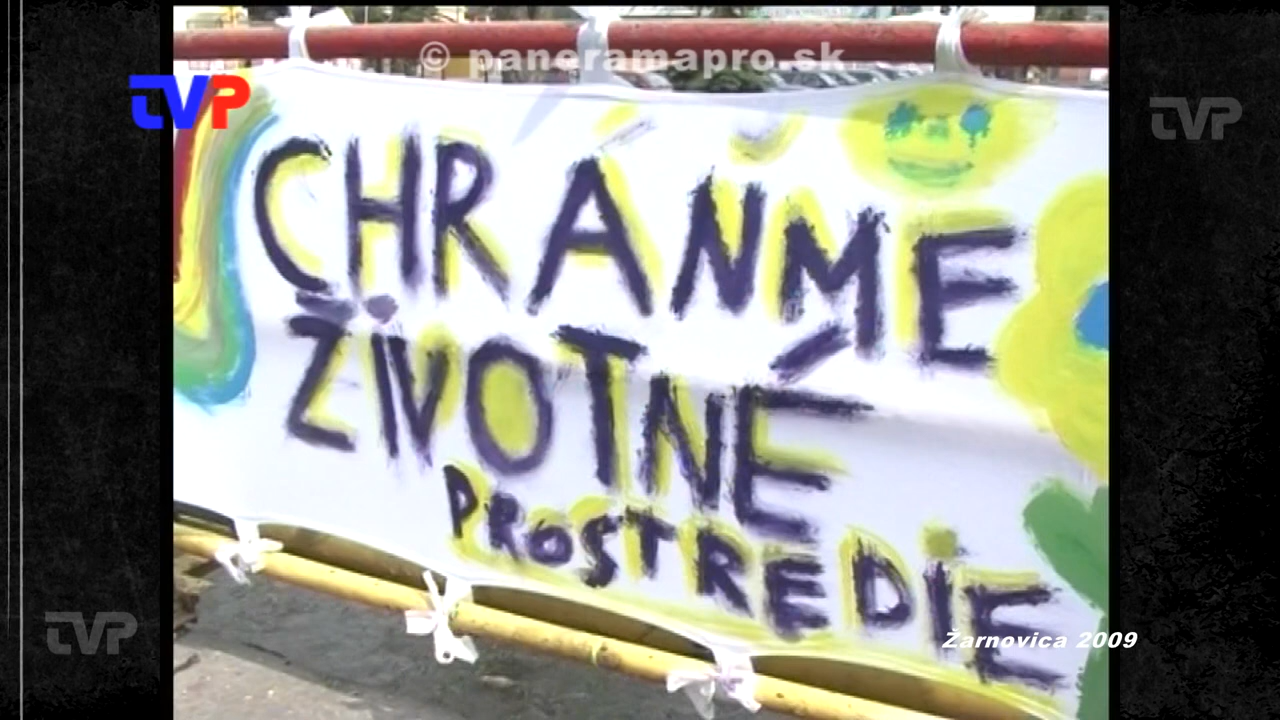 © panoramapro.sk
TVP
TVP
CHRÁŇME
ŽIVOTNÉ
PROSTREDIE
Žarnovica 2009
TVP